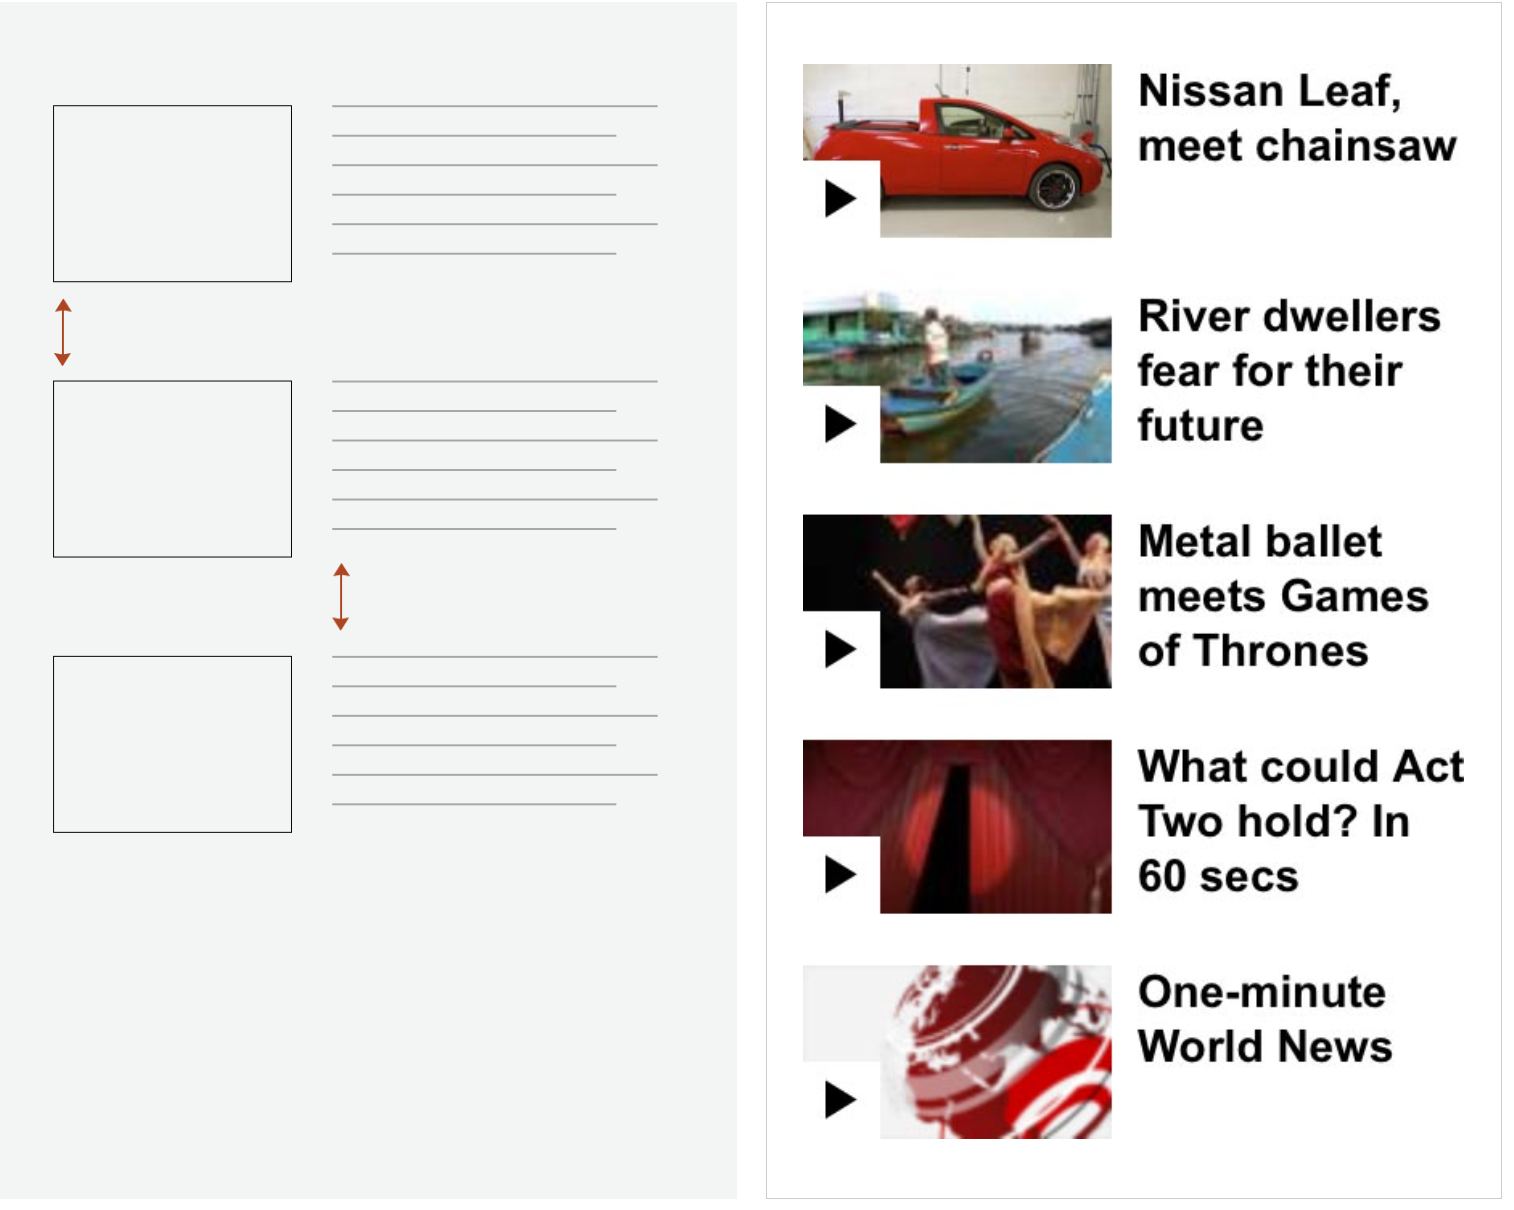 Nissan Leaf,
meet chainsaw
River dwellers
fear for their
future
Metal ballet
meets Games
of Thrones
What could Act
Two hold? In
60 secs
One-minute
World News